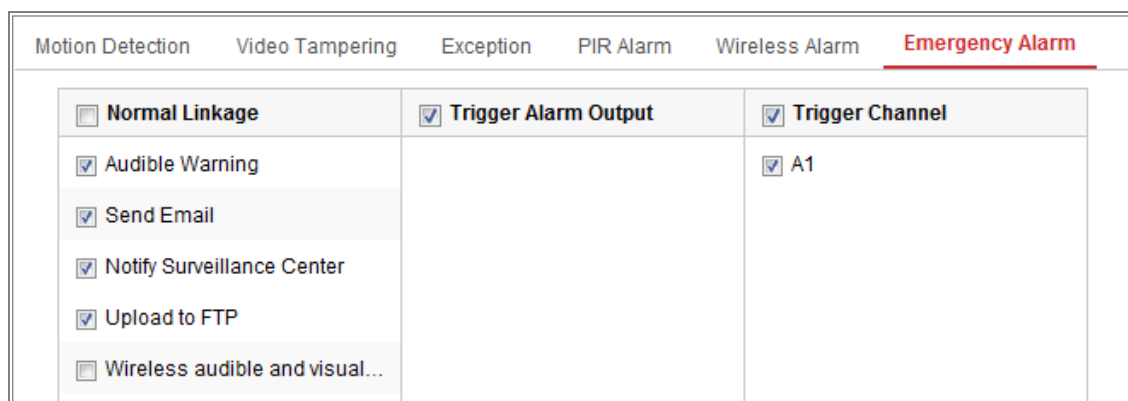 Motion Detection Video Tampering Exception PIR Alarm Wireless Alarm Emergency Alarm
Normal Linkage Trigger Alarm Output Trigger Channel
Audible Warning A1
Send Email
Notify Surveillance Center
Upload to FTP
Wireless audible and visual...